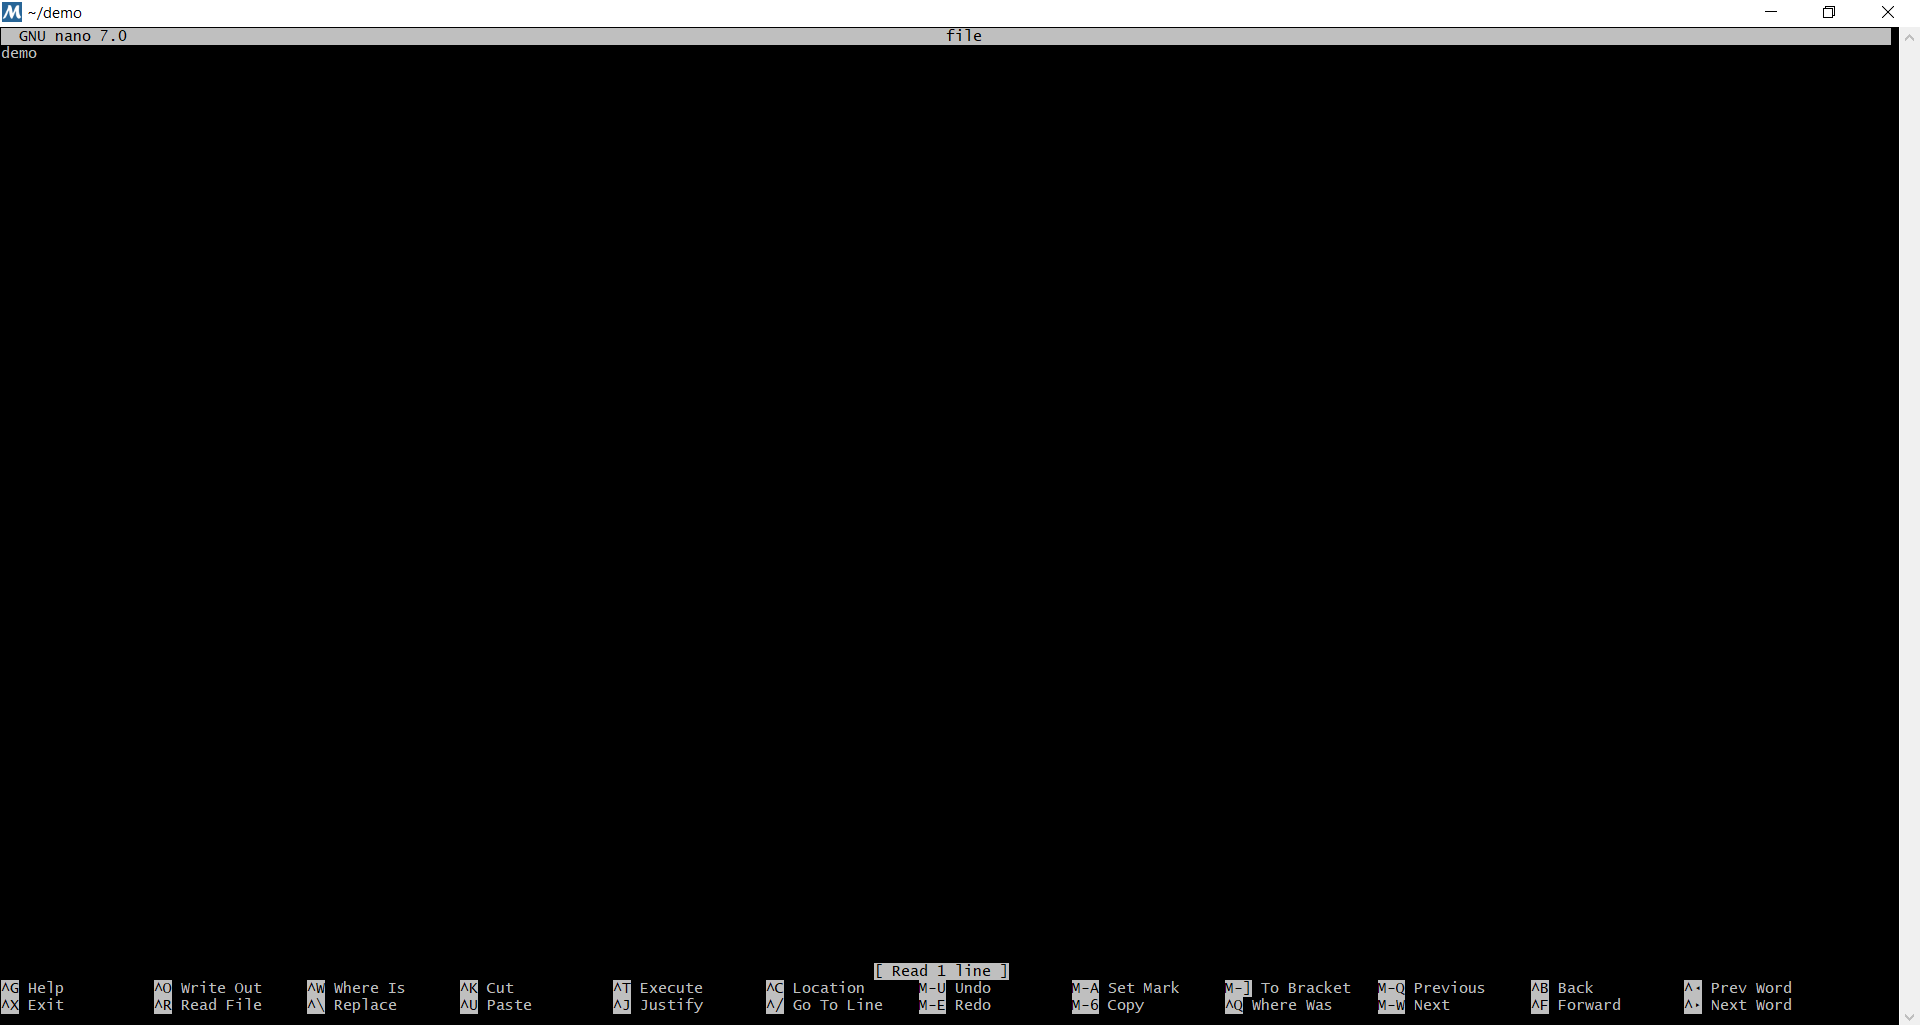 ~/demo
GNU nano 7.0 file
demo
[ Read 1 line ]
^G Help ^O Write Out ^W Where Is ^K Cut ^T Execute ^C Location M-U Undo M-A Set Mark M-] To Bracket M-Q Previous ^B Back ^◂ Prev Word
^X Exit ^R Read File ^\ Replace ^U Paste ^J Justify ^/ Go To Line M-E Redo M-6 Copy ^Q Where Was M-W Next ^F Forward ^▸ Next Word